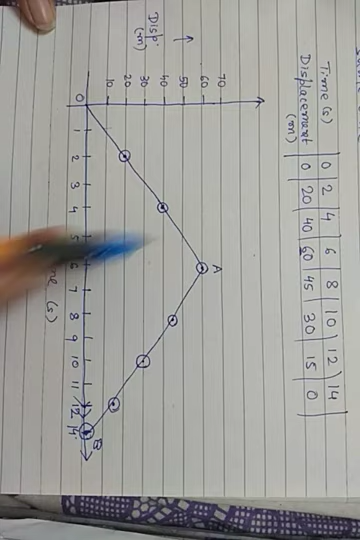 Time (s) 0 2 4 6 8 10 12 14
Displacement (m) 0 20 40 60 45 30 15 0
Displ. (m)
70
60
50
40
30
20
10
0 1 2 3 4 5 6 7 8 9 10 11 12 14
A
B
(s)